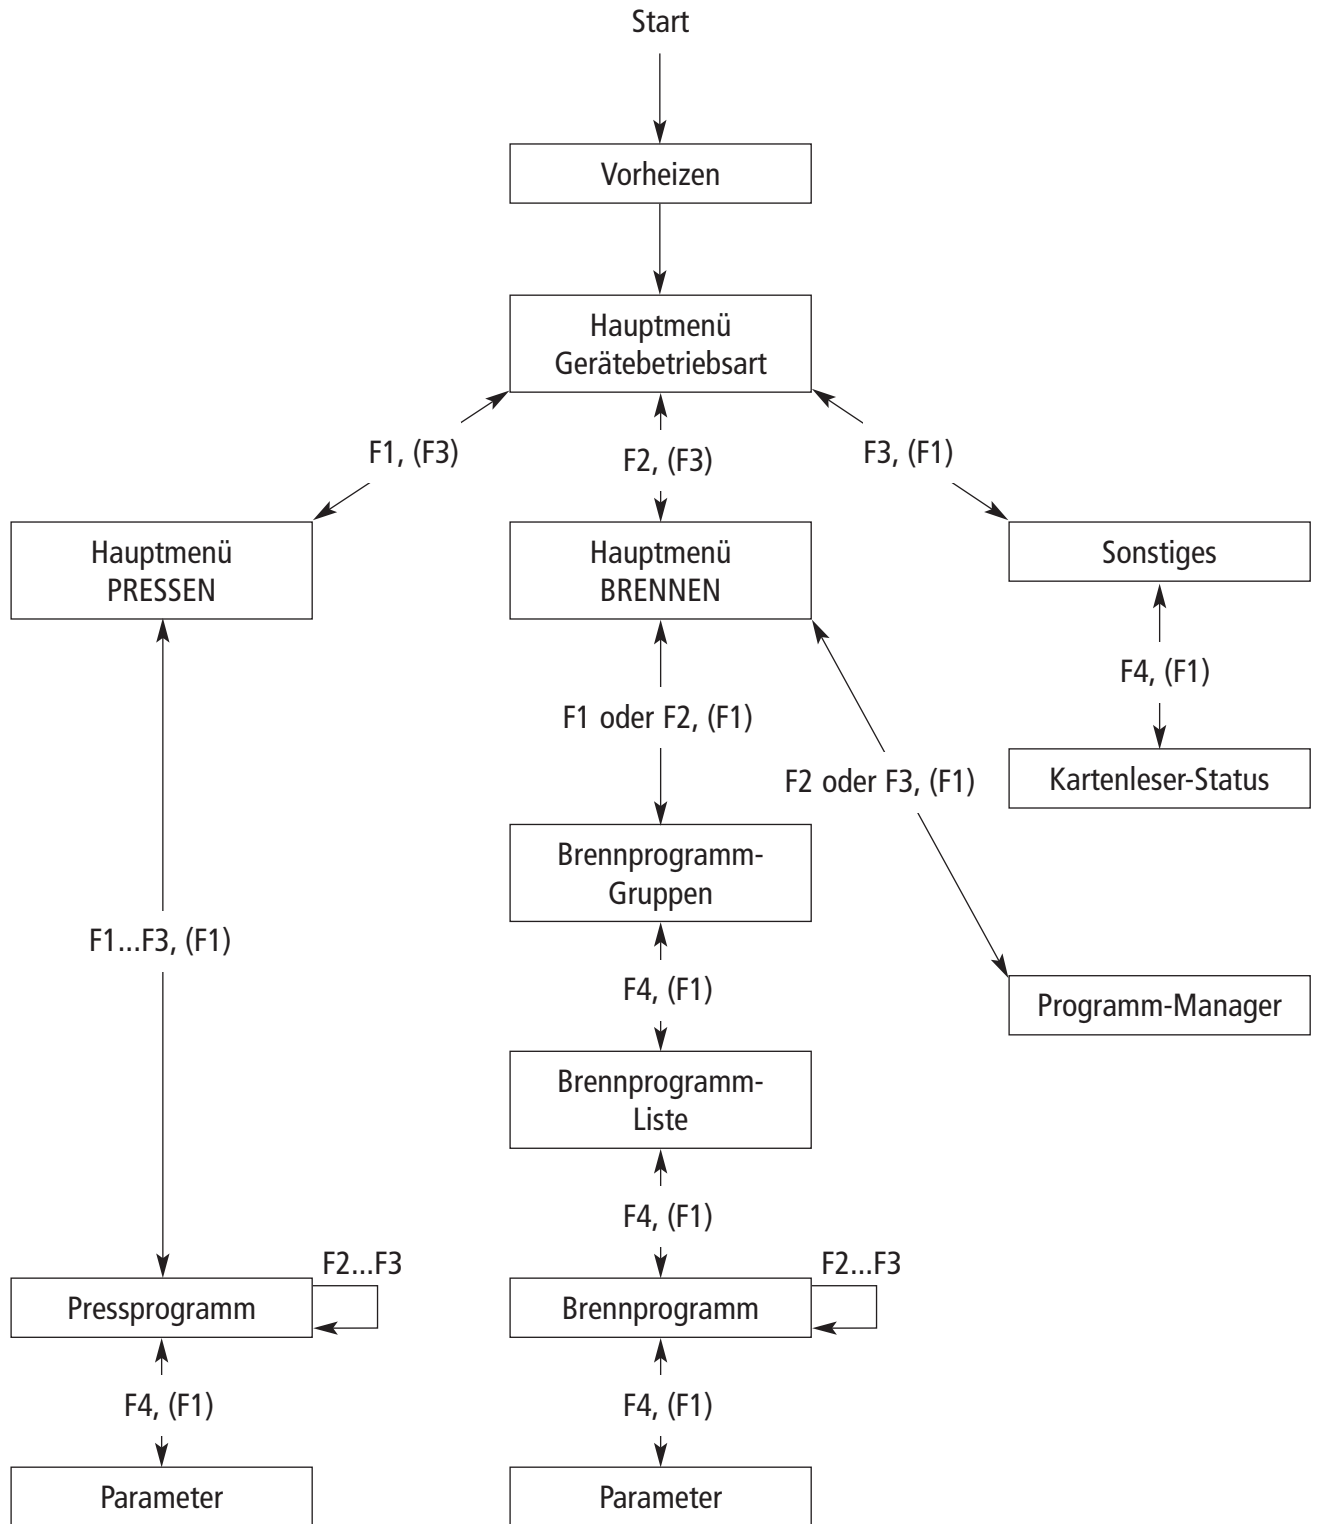 Start
Vorheizen
Hauptmenü
Gerätebetriebsart
F1, (F3)
F2, (F3)
F3, (F1)
Hauptmenü
PRESSEN
Hauptmenü
BRENNEN
Sonstiges
F4, (F1)
F1 oder F2, (F1)
F2 oder F3, (F1)
Kartenleser-Status
Brennprogramm-
Gruppen
F1...F3, (F1)
F4, (F1)
Programm-Manager
Brennprogramm-
Liste
F4, (F1)
F2...F3
F2...F3
Pressprogramm
Brennprogramm
F4, (F1)
F4, (F1)
Parameter
Parameter